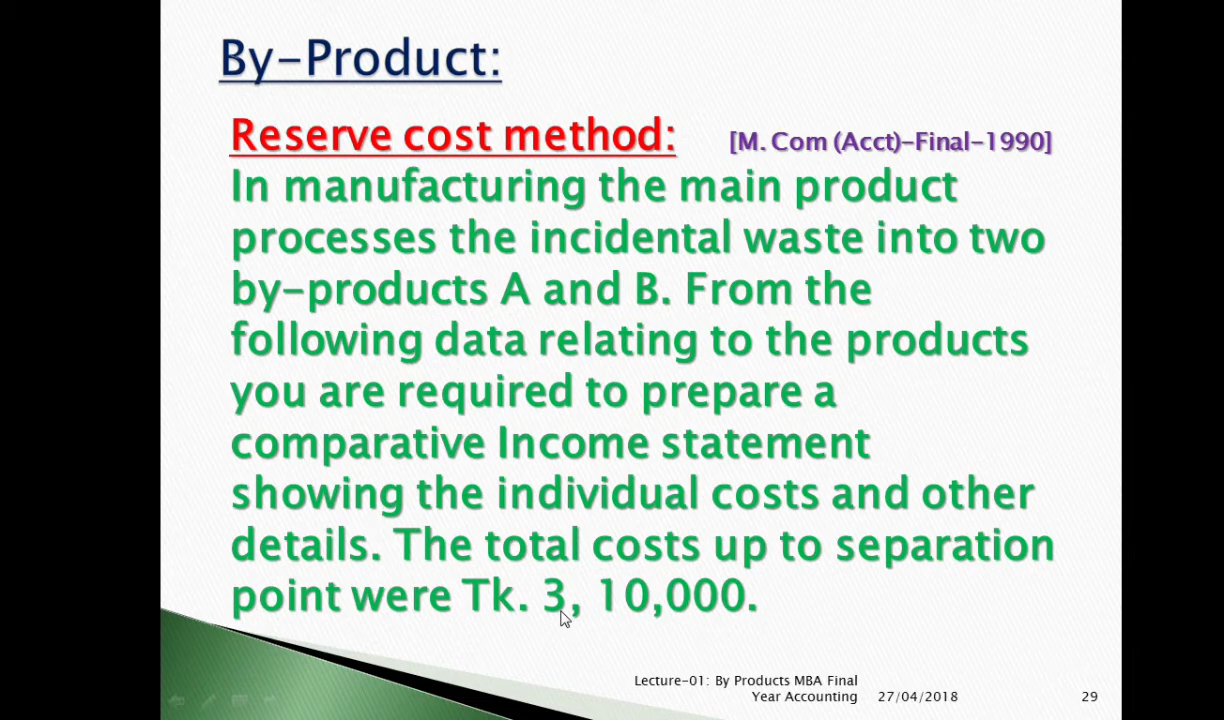 By-Product:
Reserve cost method: [M. Com (Acct)-Final-1990]
In manufacturing the main product
processes the incidental waste into two
by-products A and B. From the
following data relating to the products
you are required to prepare a
comparative Income statement
showing the individual costs and other
details. The total costs up to separation
point were Tk. 3, 10,000.
Lecture-01: By Products MBA Final
Year Accounting 27/04/2018 29